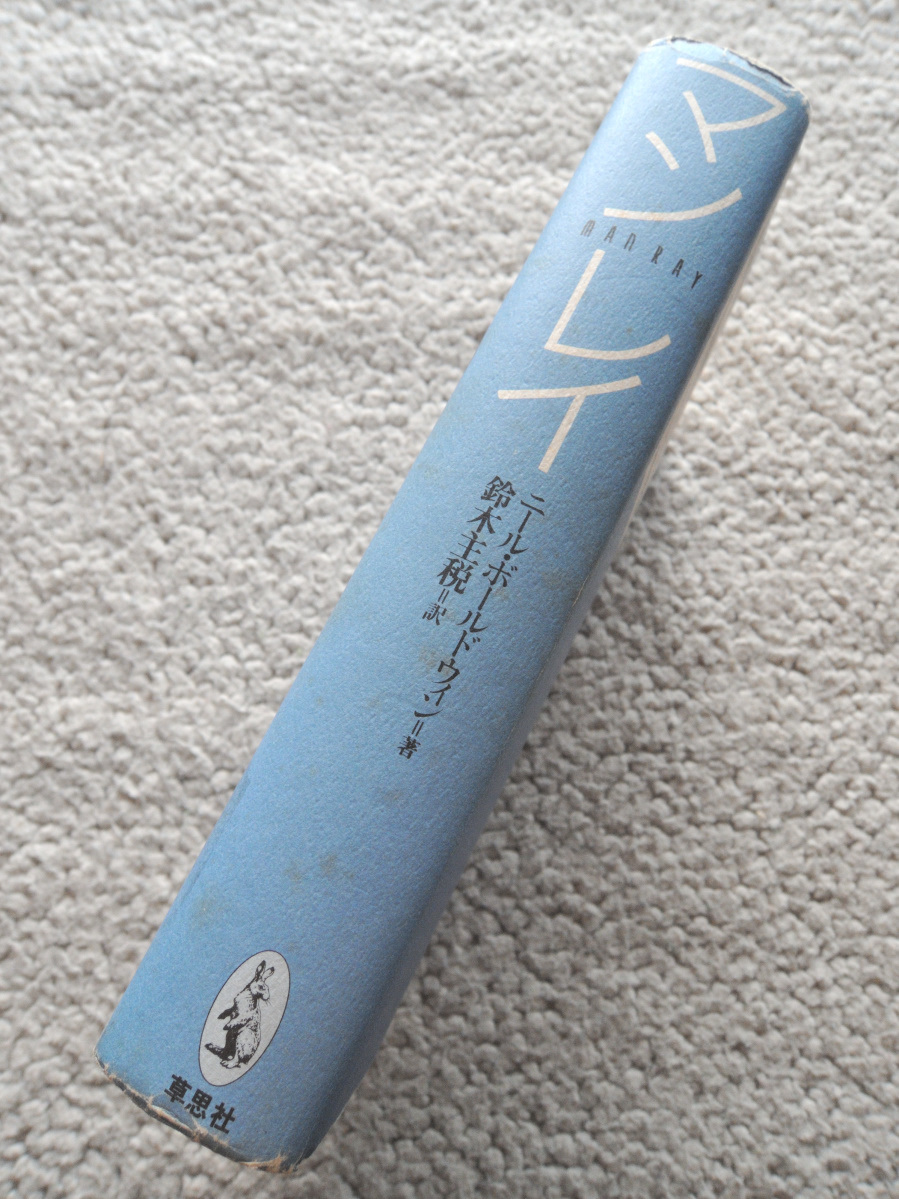 マン
MAN RAY
レイ
ニール・ボールドウィン=著
鈴木主税=訳
草思社